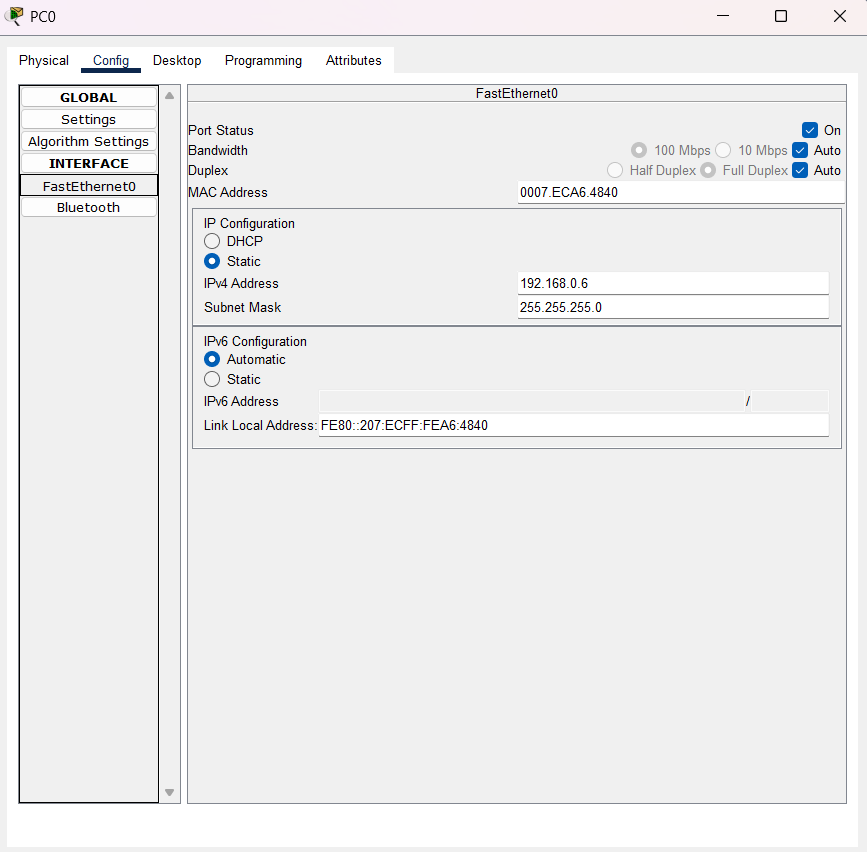 PC0
Physical Config Desktop Programming Attributes
GLOBAL
Settings
Algorithm Settings
INTERFACE
FastEthernet0
Bluetooth
FastEthernet0
Port Status On
Bandwidth 100 Mbps 10 Mbps Auto
Duplex Half Duplex Full Duplex Auto
MAC Address 0007.ECA6.4840
IP Configuration
DHCP
Static
IPv4 Address 192.168.0.6
Subnet Mask 255.255.255.0
IPv6 Configuration
Automatic
Static
IPv6 Address /
Link Local Address: FE80::207:ECFF:FEA6:4840